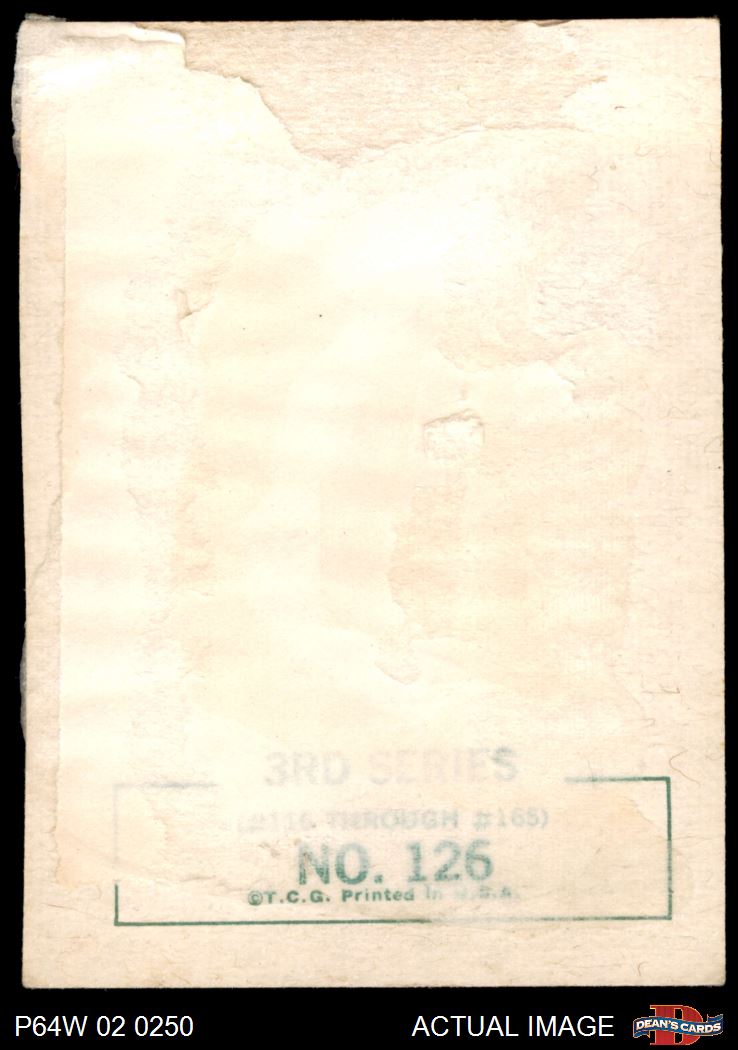 3RD SERIES
(#116 THROUGH #165)
NO. 126
©T.C.G. Printed in U.S.A.
P64W 02 0250
ACTUAL IMAGE
DEAN'S CARDS